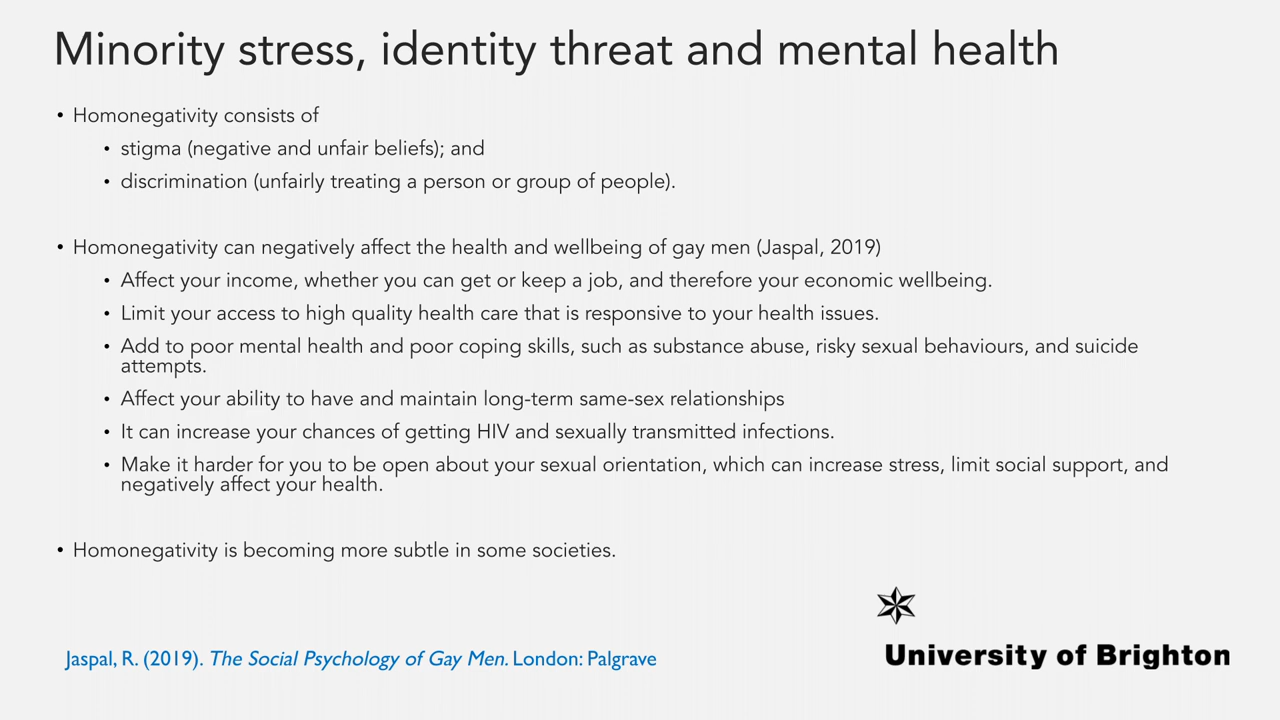 Minority stress, identity threat and mental health
• Homonegativity consists of
• stigma (negative and unfair beliefs); and
• discrimination (unfairly treating a person or group of people).
• Homonegativity can negatively affect the health and wellbeing of gay men (Jaspal, 2019)
• Affect your income, whether you can get or keep a job, and therefore your economic wellbeing.
• Limit your access to high quality health care that is responsive to your health issues.
• Add to poor mental health and poor coping skills, such as substance abuse, risky sexual behaviours, and suicide
attempts.
• Affect your ability to have and maintain long-term same-sex relationships
• It can increase your chances of getting HIV and sexually transmitted infections.
• Make it harder for you to be open about your sexual orientation, which can increase stress, limit social support, and
negatively affect your health.
• Homonegativity is becoming more subtle in some societies.
Jaspal, R. (2019). The Social Psychology of Gay Men. London: Palgrave
University of Brighton